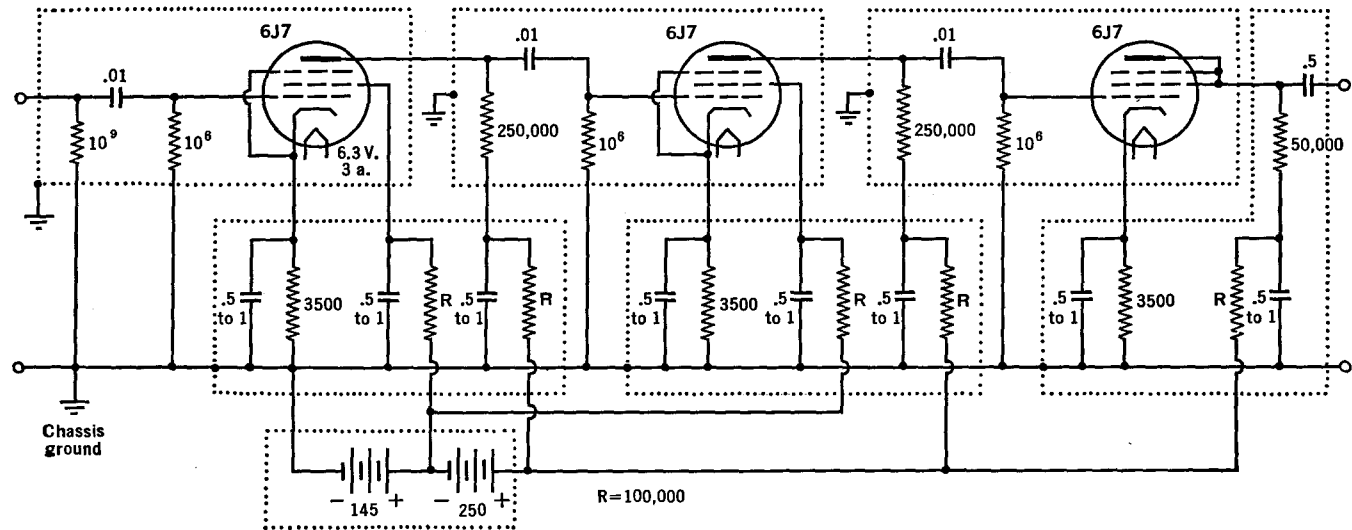 6J7
6J7
6J7
.01
.01
.01
.5
10⁹
10⁶
6.3 V.
3 a.
250,000
10⁶
250,000
10⁶
50,000
.5
to 1
3500
.5
to 1
R
.5
to 1
R
.5
to 1
3500
.5
to 1
R
.5
to 1
R
.5
to 1
3500
R
.5
to 1
Chassis
ground
− 145 +
− 250 +
R=100,000